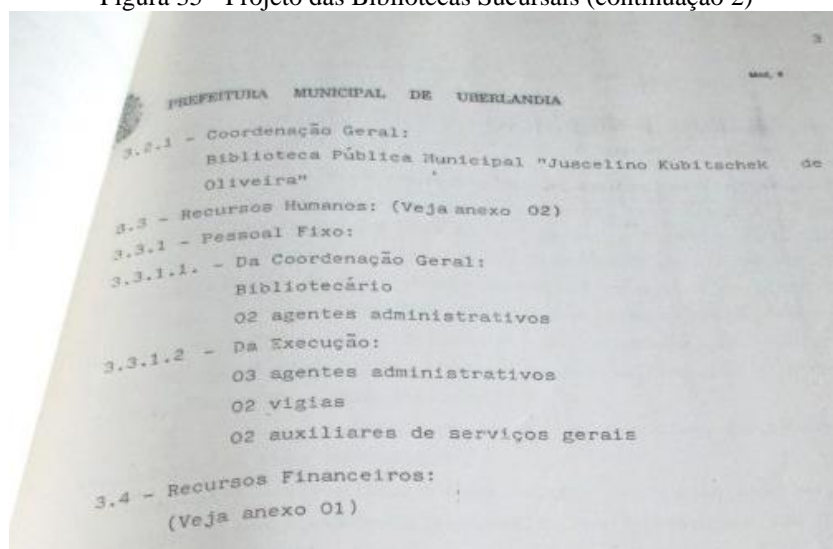 Figura 35 - Projeto das Bibliotecas Sucursais (continuação 2)
3
Mod. 4
PREFEITURA MUNICIPAL DE UBERLANDIA
3.2.1 - Coordenação Geral:
Biblioteca Pública Municipal "Juscelino Kubitschek de
Oliveira"
3.3 - Recursos Humanos: (Veja anexo 02)
3.3.1 - Pessoal Fixo:
3.3.1.1. - Da Coordenação Geral:
Bibliotecário
02 agentes administrativos
3.3.1.2 - Da Execução:
03 agentes administrativos
02 vigias
02 auxiliares de serviços gerais
3.4 - Recursos Financeiros:
(Veja anexo 01)